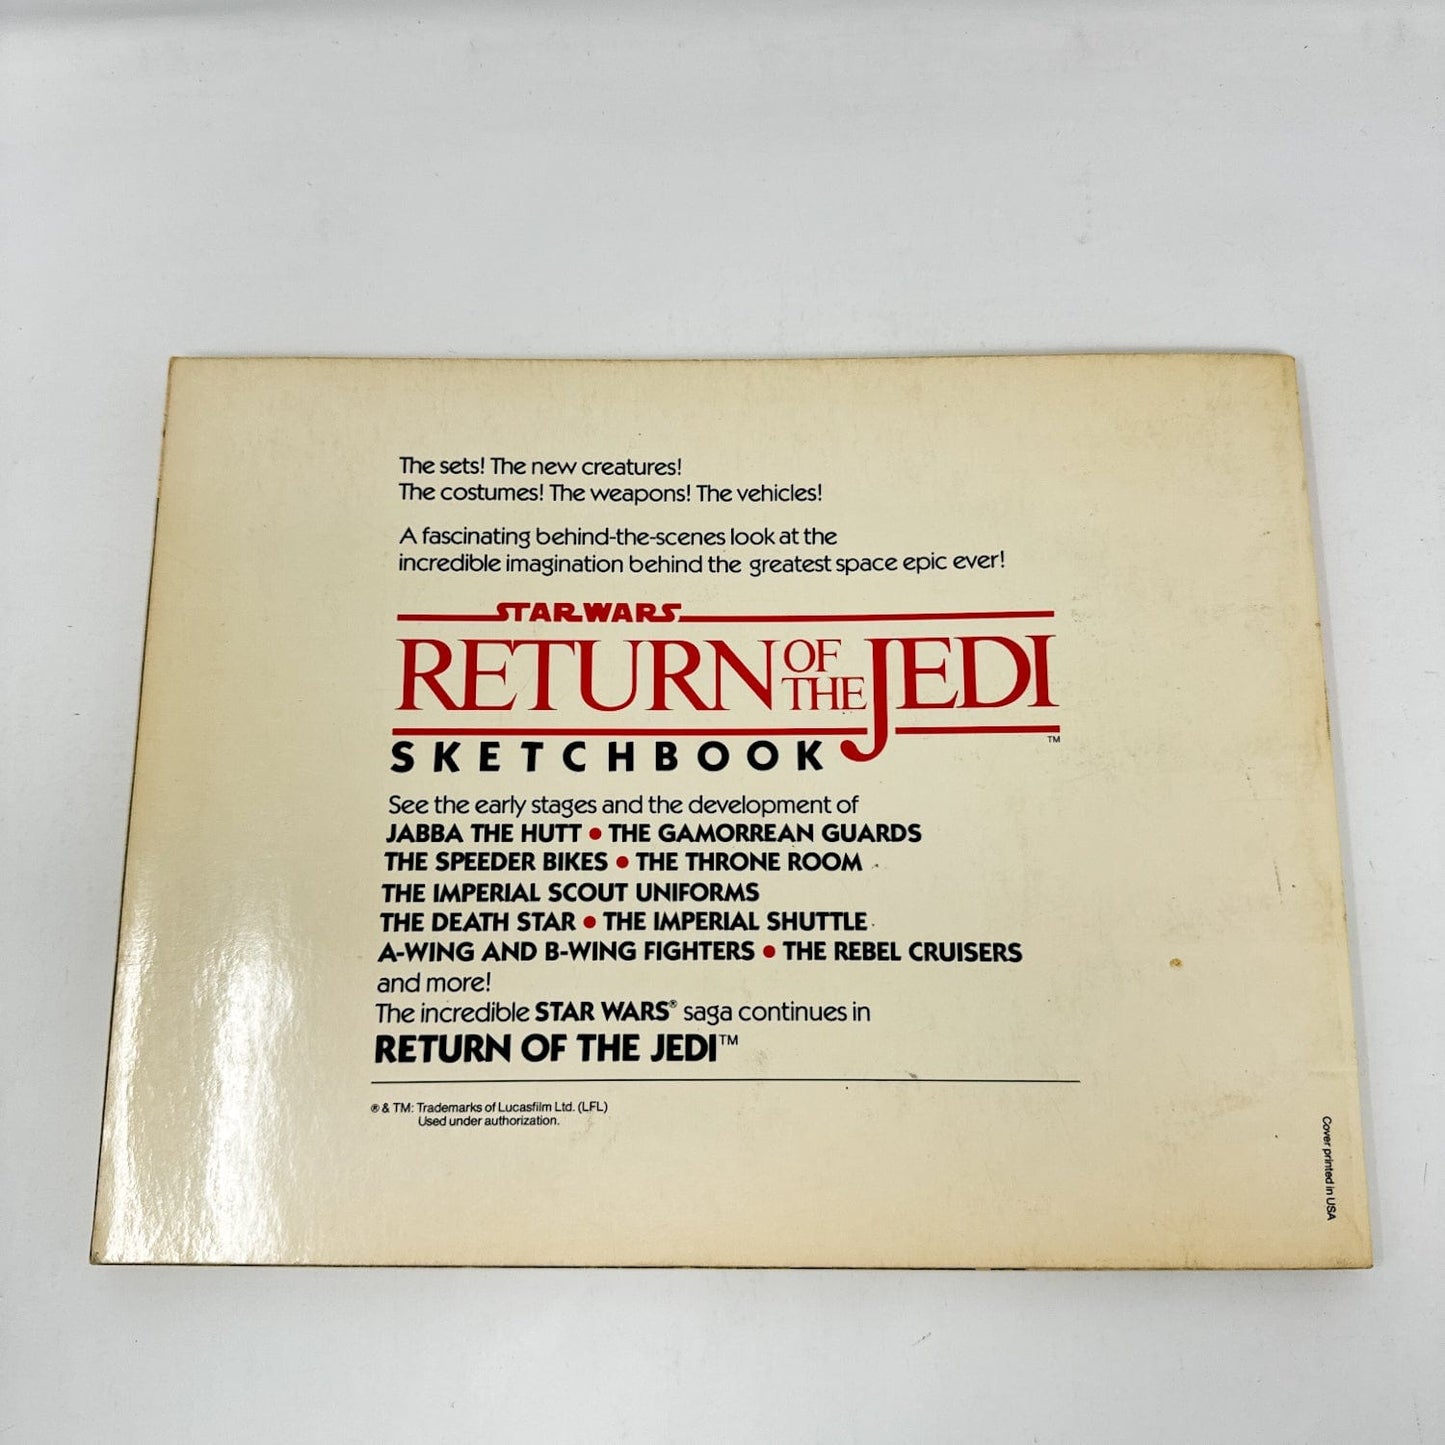 The sets! The new creatures!
The costumes! The weapons! The vehicles!
A fascinating behind-the-scenes look at the
incredible imagination behind the greatest space epic ever!
STAR WARS
RETURN OF THE JEDI™
SKETCHBOOK
See the early stages and the development of
JABBA THE HUTT • THE GAMORREAN GUARDS
THE SPEEDER BIKES • THE THRONE ROOM
THE IMPERIAL SCOUT UNIFORMS
THE DEATH STAR • THE IMPERIAL SHUTTLE
A-WING AND B-WING FIGHTERS • THE REBEL CRUISERS
and more!
The incredible STAR WARS® saga continues in
RETURN OF THE JEDI™
® & TM: Trademarks of Lucasfilm Ltd. (LFL)
Used under authorization.
Cover printed in USA